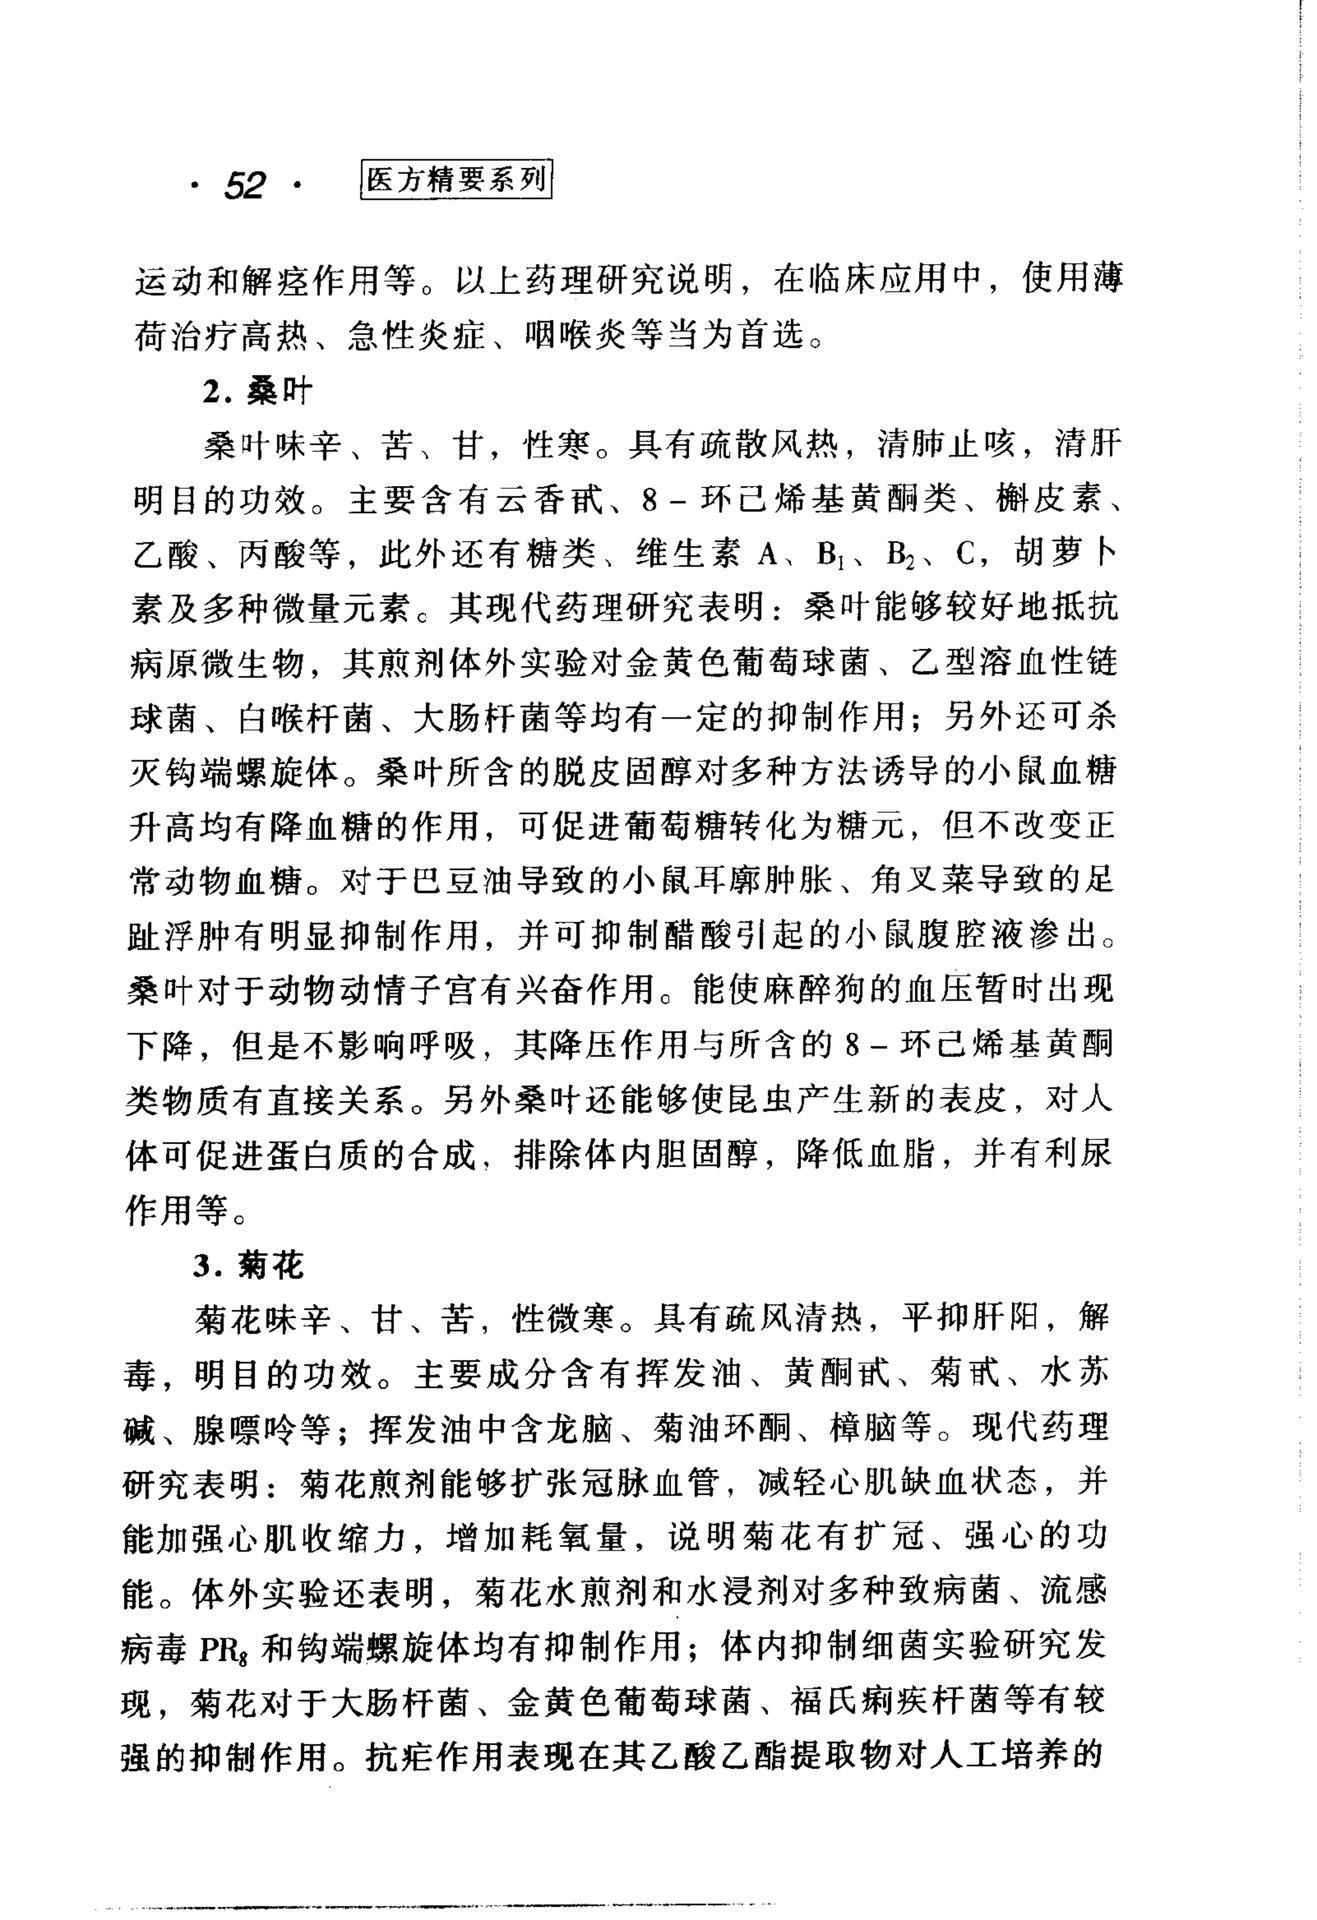 · 52 · 医方精要系列
运动和解痉作用等。以上药理研究说明，在临床应用中，使用薄
荷治疗高热、急性炎症、咽喉炎等当为首选。
2. 桑叶
桑叶味辛、苦、甘，性寒。具有疏散风热，清肺止咳，清肝
明目的功效。主要含有云香甙、8－环己烯基黄酮类、槲皮素、
乙酸、丙酸等，此外还有糖类、维生素 A、B₁、B₂、C，胡萝卜
素及多种微量元素。其现代药理研究表明：桑叶能够较好地抵抗
病原微生物，其煎剂体外实验对金黄色葡萄球菌、乙型溶血性链
球菌、白喉杆菌、大肠杆菌等均有一定的抑制作用；另外还可杀
灭钩端螺旋体。桑叶所含的脱皮固醇对多种方法诱导的小鼠血糖
升高均有降血糖的作用，可促进葡萄糖转化为糖元，但不改变正
常动物血糖。对于巴豆油导致的小鼠耳廓肿胀、角叉菜导致的足
趾浮肿有明显抑制作用，并可抑制醋酸引起的小鼠腹腔液渗出。
桑叶对于动物动情子宫有兴奋作用。能使麻醉狗的血压暂时出现
下降，但是不影响呼吸，其降压作用与所含的 8－环己烯基黄酮
类物质有直接关系。另外桑叶还能够使昆虫产生新的表皮，对人
体可促进蛋白质的合成，排除体内胆固醇，降低血脂，并有利尿
作用等。
3. 菊花
菊花味辛、甘、苦，性微寒。具有疏风清热，平抑肝阳，解
毒，明目的功效。主要成分含有挥发油、黄酮甙、菊甙、水苏
碱、腺嘌呤等；挥发油中含龙脑、菊油环酮、樟脑等。现代药理
研究表明：菊花煎剂能够扩张冠脉血管，减轻心肌缺血状态，并
能加强心肌收缩力，增加耗氧量，说明菊花有扩冠、强心的功
能。体外实验还表明，菊花水煎剂和水浸剂对多种致病菌、流感
病毒 PR₈ 和钩端螺旋体均有抑制作用；体内抑制细菌实验研究发
现，菊花对于大肠杆菌、金黄色葡萄球菌、福氏痢疾杆菌等有较
强的抑制作用。抗疟作用表现在其乙酸乙酯提取物对人工培养的